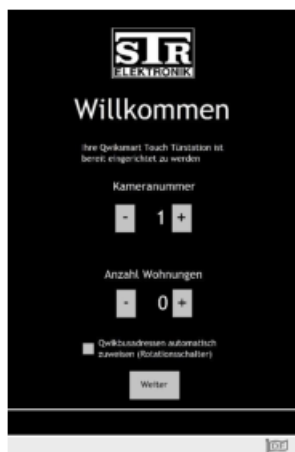 STR
ELEKTRONIK
Willkommen
Ihre Qwiksmart Touch Türstation ist
bereit eingerichtet zu werden
Kameranummer
- 1 +
Anzahl Wohnungen
- 0 +
Qwikbusadressen automatisch
zuweisen (Rotationsschalter)
Weiter
DE